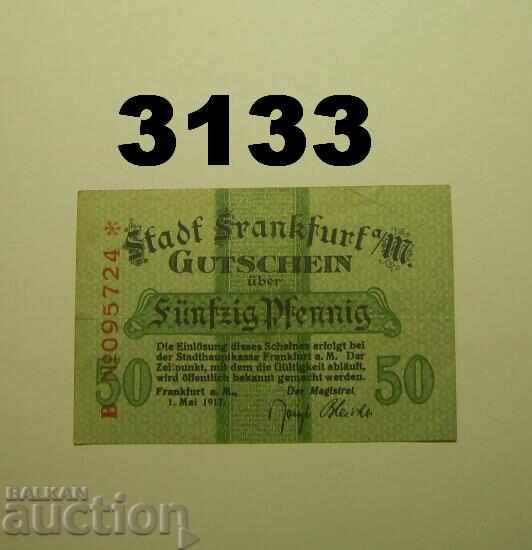 3133
Stadt Frankfurt a/M.
GUTSCHEIN
über
Fünfzig Pfennig
Die Einlösung dieses Scheines erfolgt bei
der Stadthauptkasse Frankfurt a. M. Der
Zeitpunkt, mit dem die Gültigkeit abläuft,
wird öffentlich bekannt gemacht werden.
Frankfurt a. M., Der Magistrat
1. Mai 1917.
50 50
B No 095724 *
BALKAN
auction